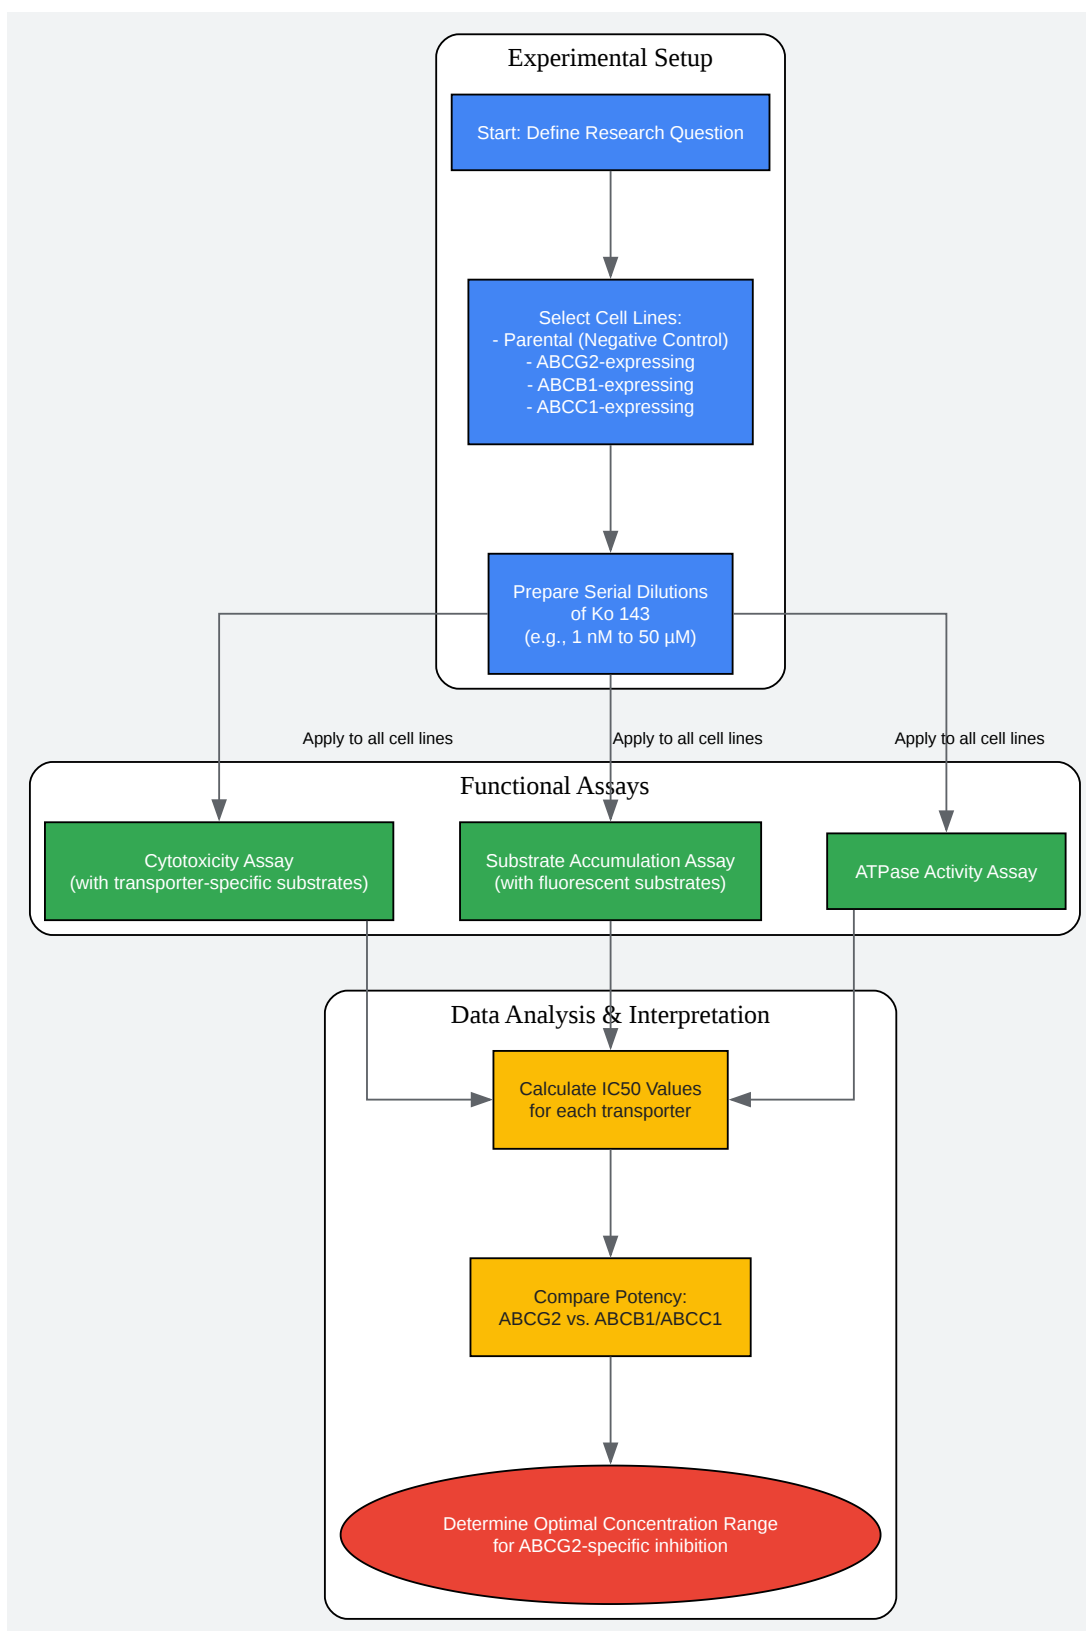 Experimental Setup
Start: Define Research Question
Select Cell Lines:
- Parental (Negative Control)
- ABCG2-expressing
- ABCB1-expressing
- ABCC1-expressing
Prepare Serial Dilutions
of Ko 143
(e.g., 1 nM to 50 µM)
Apply to all cell lines
Apply to all cell lines
Apply to all cell lines
Functional Assays
Cytotoxicity Assay
(with transporter-specific substrates)
Substrate Accumulation Assay
(with fluorescent substrates)
ATPase Activity Assay
Data Analysis & Interpretation
Calculate IC50 Values
for each transporter
Compare Potency:
ABCG2 vs. ABCB1/ABCC1
Determine Optimal Concentration Range
for ABCG2-specific inhibition